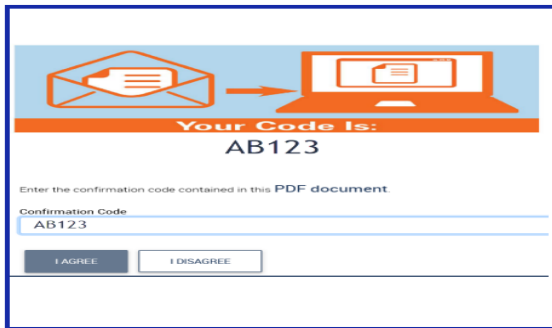 Your Code Is:
AB123
Enter the confirmation code contained in this PDF document.
Confirmation Code
AB123
I AGREE
I DISAGREE